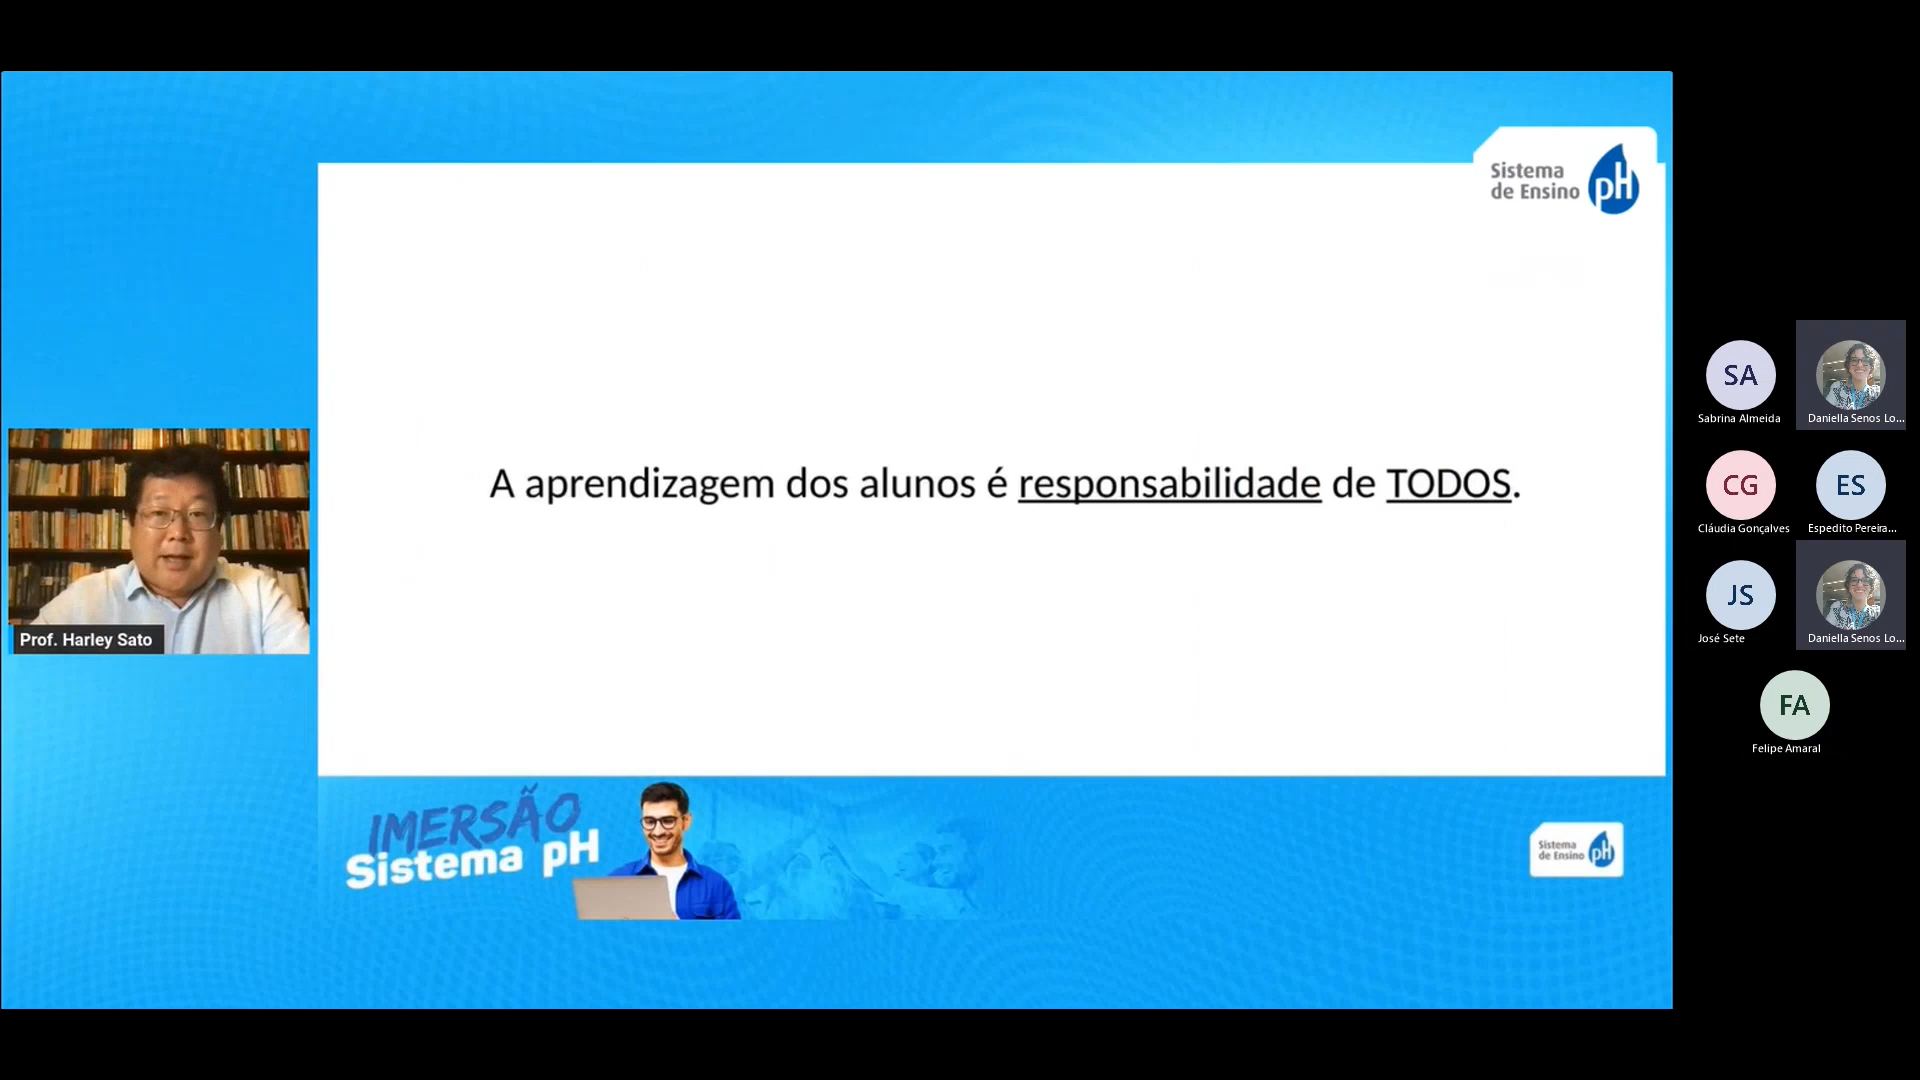 Sistema
de Ensino pH
A aprendizagem dos alunos é responsabilidade de TODOS.
Prof. Harley Sato
IMERSÃO
Sistema pH
Sistema
de Ensino pH
SA
Sabrina Almeida
Daniella Senos Lo...
CG
Cláudia Gonçalves
ES
Espedito Pereira...
JS
José Sete
Daniella Senos Lo...
FA
Felipe Amaral